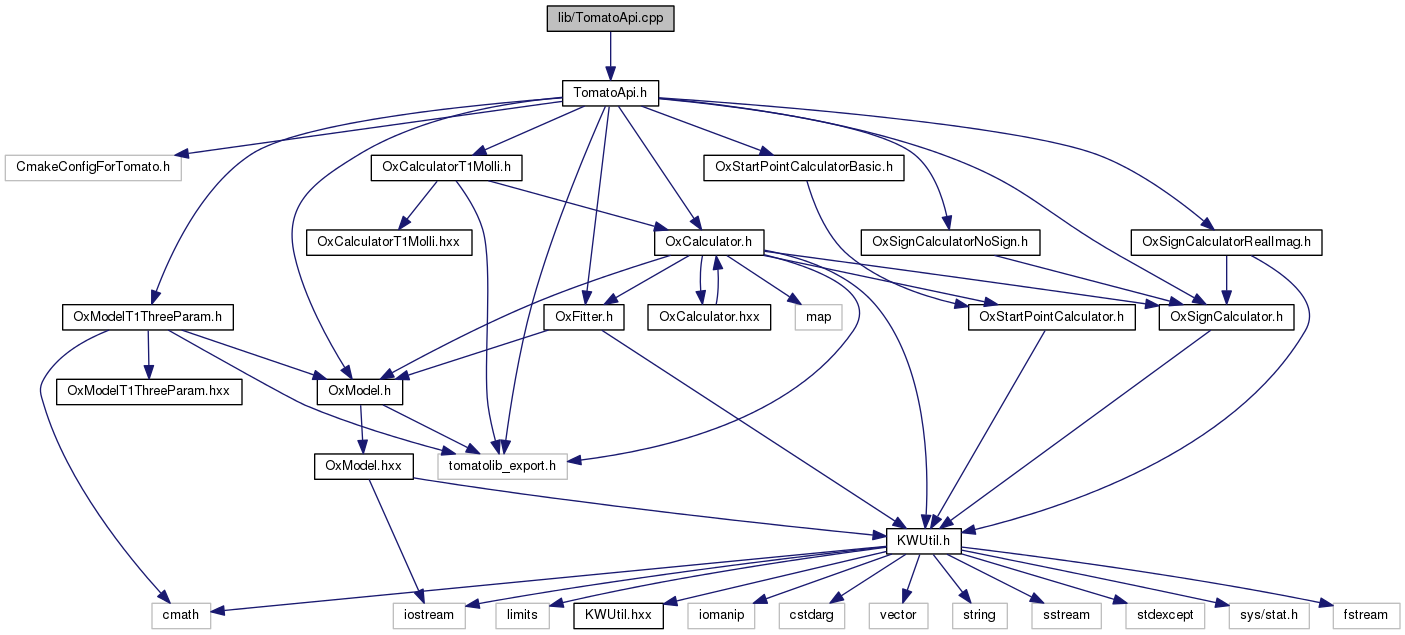 lib/TomatoApi.cpp
TomatoApi.h
CmakeConfigForTomato.h
OxCalculatorT1Molli.h
OxStartPointCalculatorBasic.h
OxCalculatorT1Molli.hxx
OxCalculator.h
OxSignCalculatorNoSign.h
OxSignCalculatorRealImag.h
OxModelT1ThreeParam.h
OxFitter.h
OxCalculator.hxx
map
OxStartPointCalculator.h
OxSignCalculator.h
OxModelT1ThreeParam.hxx
OxModel.h
OxModel.hxx
tomatolib_export.h
KWUtil.h
cmath
iostream
limits
KWUtil.hxx
iomanip
cstdarg
vector
string
sstream
stdexcept
sys/stat.h
fstream